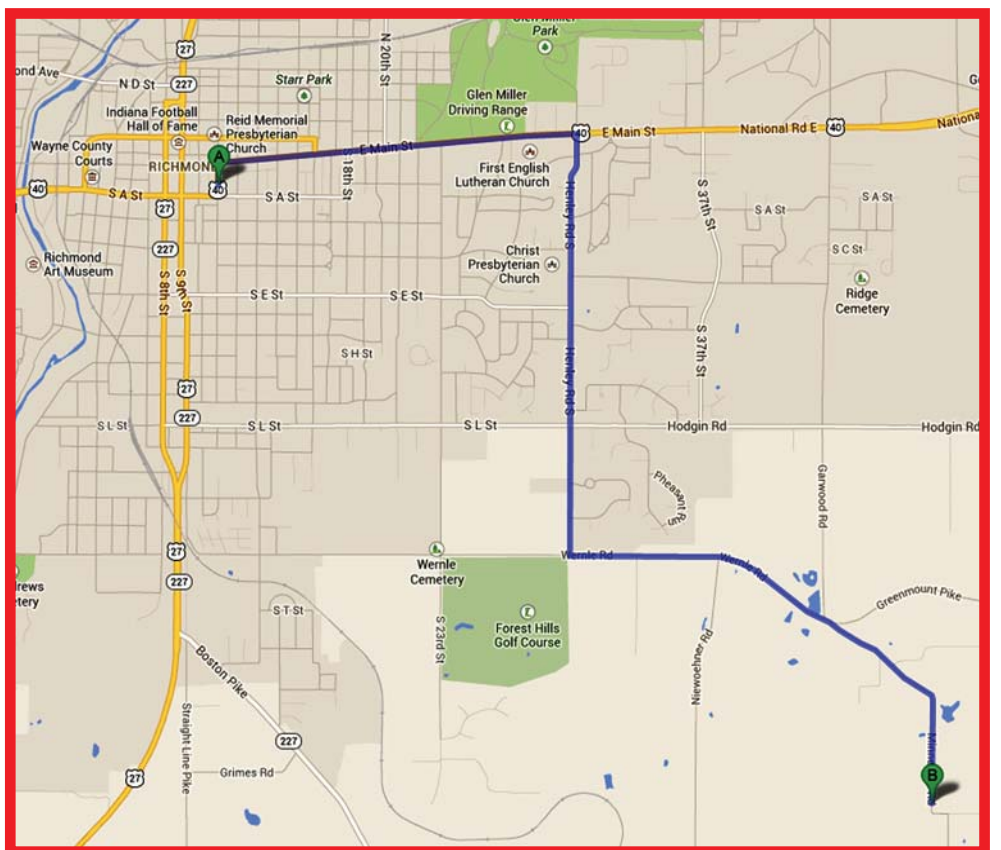 Glen Miller
Park
27
ond Ave
N D St
227
N 20th St
Starr Park
Glen Miller
Driving Range
Indiana Football
Hall of Fame
Reid Memorial
Presbyterian
Church
Wayne County
Courts
RICHMON
A
E Main St
40
E Main St
National Rd E
40
National
S 18th St
First English
Lutheran Church
40
S A St
40
S A St
27
S A St
S A St
S 37th St
Henley Rd S
227
Richmond
Art Museum
Christ
Presbyterian
Church
S C St
Ridge
Cemetery
S 8th St
S 9th St
S E St
S E St
S H St
S 37th St
Henley Rd S
27
227
S L St
S L St
S L St
Hodgin Rd
Hodgin Rd
Pheasant Run
Garwood Rd
27
227
Wernle
Cemetery
Wernle Rd
Wernle Rd
drews
etery
S T St
S 23rd St
Forest Hills
Golf Course
Greenmount Pike
Niewoehner Rd
Boston Pike
Straight Line Pike
227
27
Grimes Rd
B